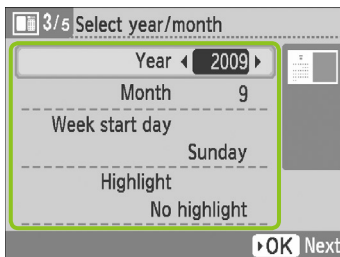 3/5 Select year/month
Year 2009
Month 9
Week start day
Sunday
Highlight
No highlight
OK Next